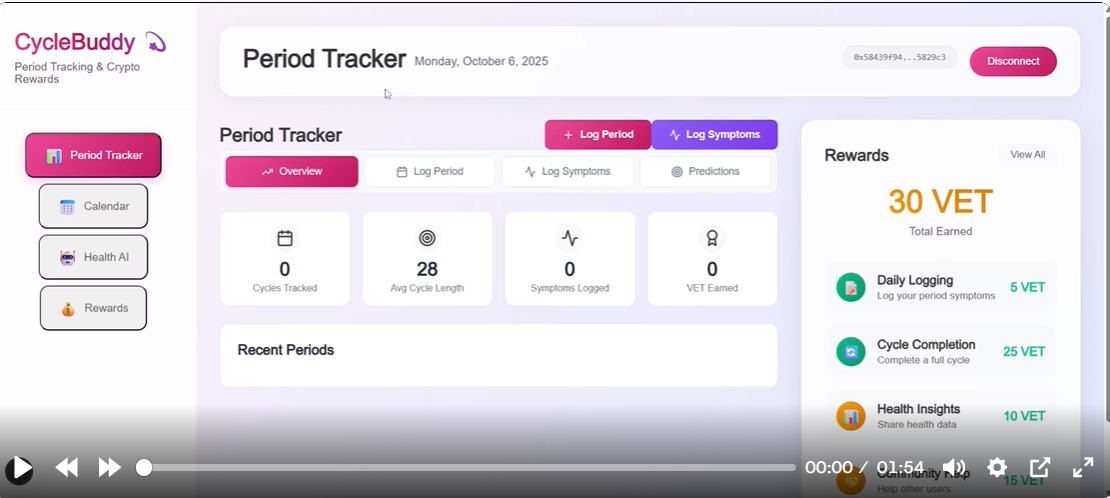 CycleBuddy
Period Tracking & Crypto
Rewards
Period Tracker
Calendar
Health AI
Rewards
Period Tracker Monday, October 6, 2025
0x58439f94...5829c3
Disconnect
Period Tracker
+ Log Period
Log Symptoms
Overview
Log Period
Log Symptoms
Predictions
0
Cycles Tracked
28
Avg Cycle Length
0
Symptoms Logged
0
VET Earned
Recent Periods
Rewards
View All
30 VET
Total Earned
Daily Logging
Log your period symptoms
5 VET
Cycle Completion
Complete a full cycle
25 VET
Health Insights
Share health data
10 VET
Community Help
Help other users
15 VET
00:00 / 01:54